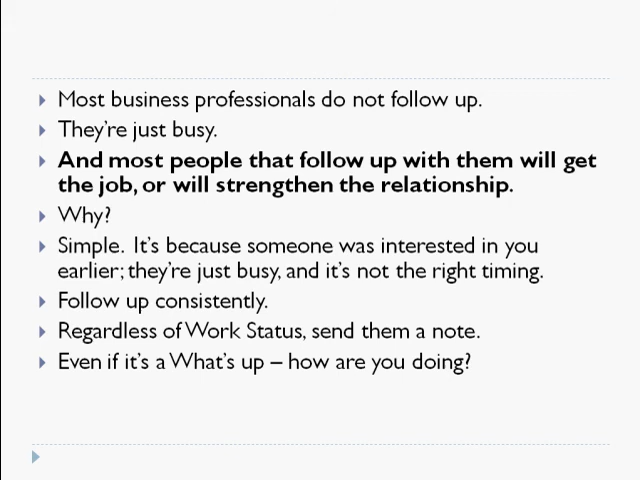 Most business professionals do not follow up.
They're just busy.
And most people that follow up with them will get
the job, or will strengthen the relationship.
Why?
Simple. It's because someone was interested in you
earlier; they're just busy, and it's not the right timing.
Follow up consistently.
Regardless of Work Status, send them a note.
Even if it's a What's up – how are you doing?